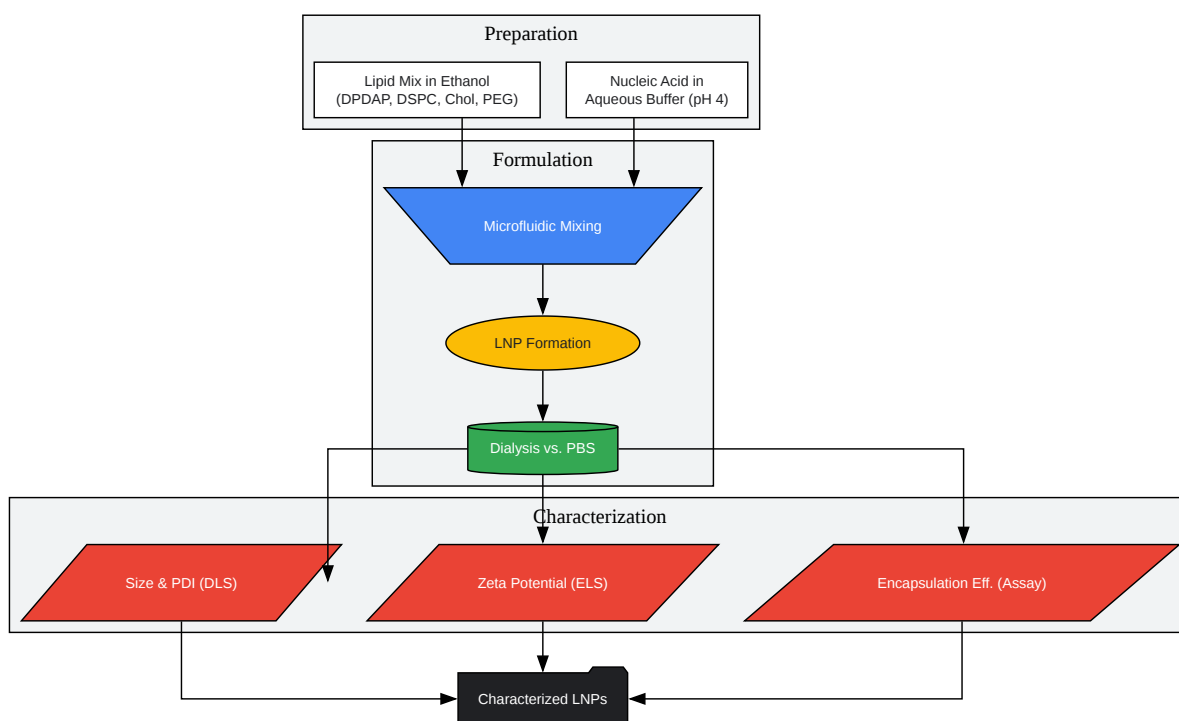 Preparation
Lipid Mix in Ethanol
(DPDAP, DSPC, Chol, PEG)
Nucleic Acid in
Aqueous Buffer (pH 4)
Formulation
Microfluidic Mixing
LNP Formation
Dialysis vs. PBS
Characterization
Size & PDI (DLS)
Zeta Potential (ELS)
Encapsulation Eff. (Assay)
Characterized LNPs